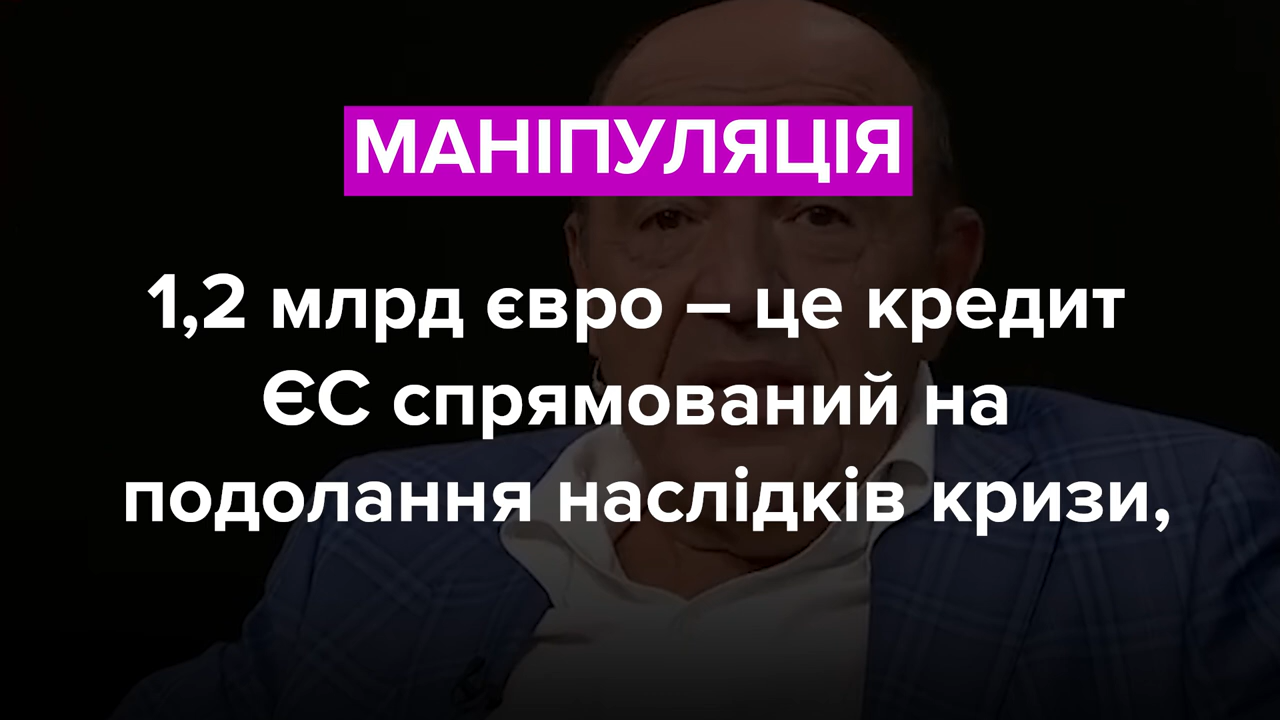 МАНІПУЛЯЦІЯ
1,2 млрд євро – це кредит
ЄС спрямований на
подолання наслідків кризи,